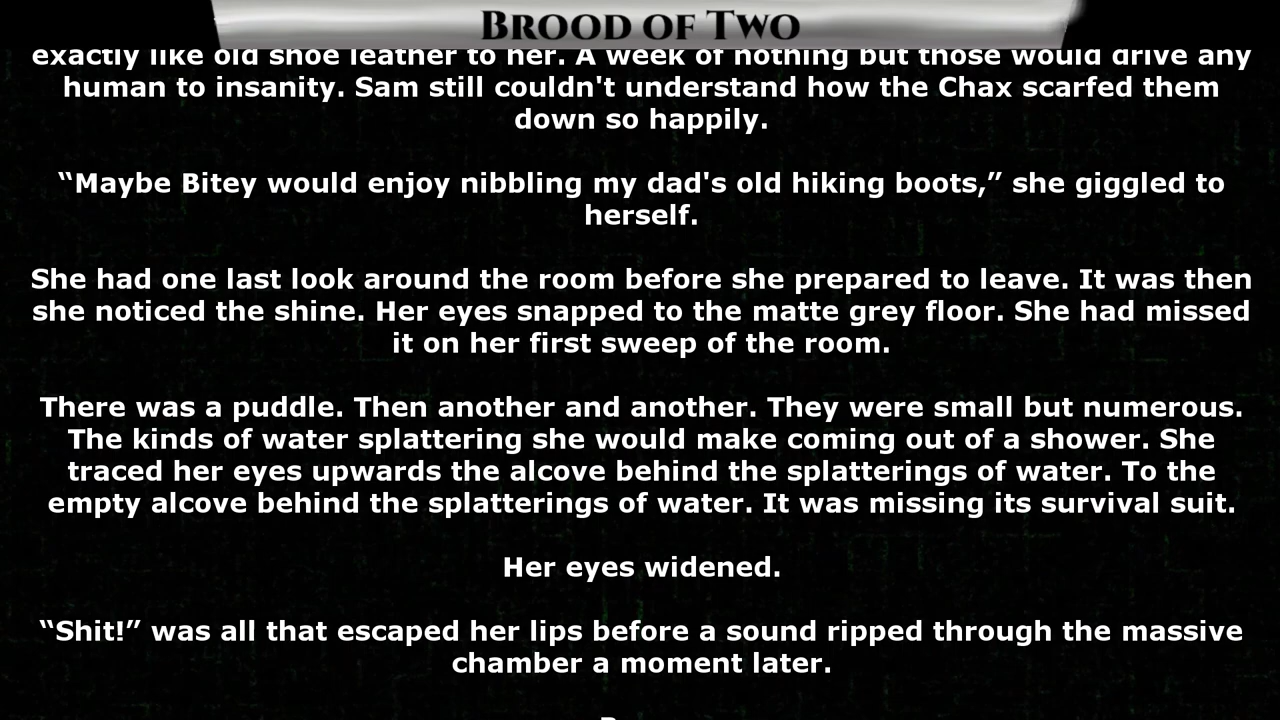 Brood of Two
exactly like old shoe leather to her. A week of nothing but those would drive any
human to insanity. Sam still couldn't understand how the Chax scarfed them
down so happily.
“Maybe Bitey would enjoy nibbling my dad's old hiking boots,” she giggled to
herself.
She had one last look around the room before she prepared to leave. It was then
she noticed the shine. Her eyes snapped to the matte grey floor. She had missed
it on her first sweep of the room.
There was a puddle. Then another and another. They were small but numerous.
The kinds of water splattering she would make coming out of a shower. She
traced her eyes upwards the alcove behind the splatterings of water. To the
empty alcove behind the splatterings of water. It was missing its survival suit.
Her eyes widened.
“Shit!” was all that escaped her lips before a sound ripped through the massive
chamber a moment later.